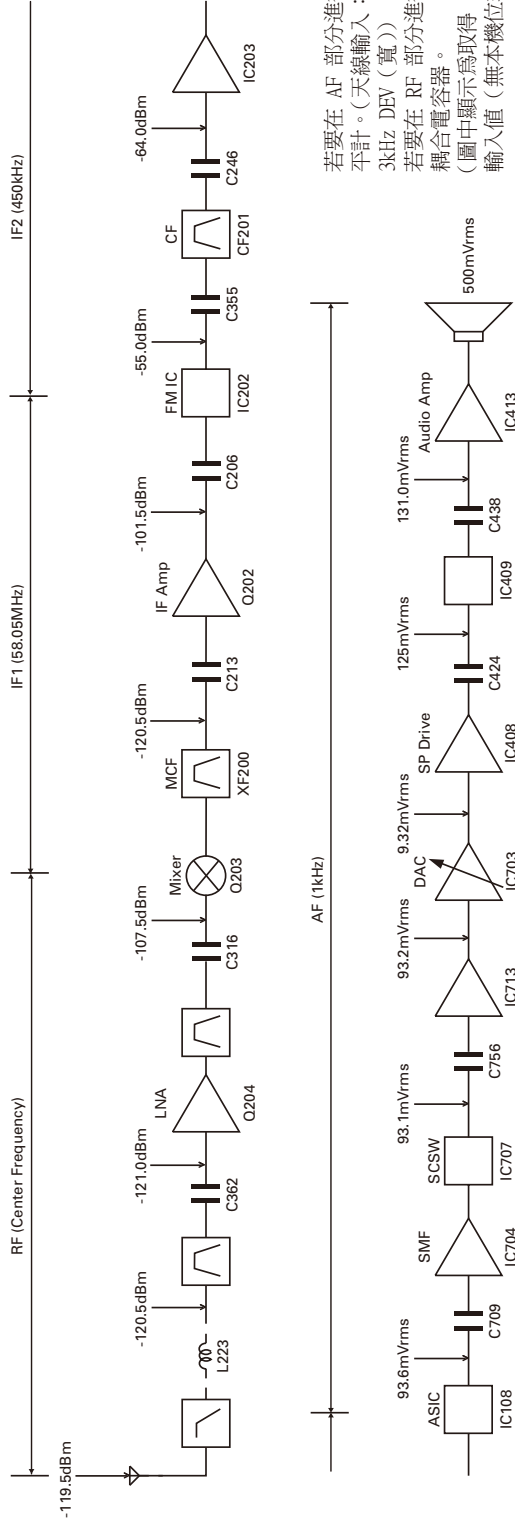 RF (Center Frequency)
IF1 (58.05MHz)
IF2 (450kHz)
-119.5dBm
-120.5dBm
-121.0dBm
-107.5dBm
-120.5dBm
-101.5dBm
-55.0dBm
-64.0dBm
LNA
Mixer
MCF
IF Amp
FM IC
CF
L223
C362
Q204
C316
Q203
XF200
C213
Q202
C206
IC202
C355
CF201
C246
IC203
AF (1kHz)
93.6mVrms
93.1mVrms
93.2mVrms
9.32mVrms
125mVrms
131.0mVrms
500mVrms
ASIC
SMF
SCSW
DAC
SP Drive
Audio Amp
IC108
C709
IC704
IC707
C756
IC713
IC703
IC408
C424
IC409
C438
IC413
若要在 AF 部分進
平計。(天線輸入:
3kHz DEV (寬))
若要在 RF 部分進
耦合電容器。
(圖中顯示爲取得
輸入值 (無本機位